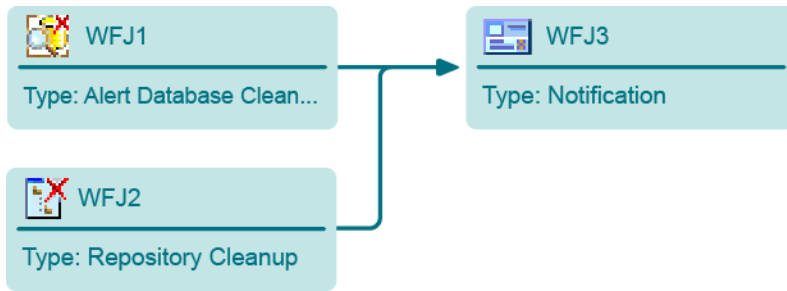 WFJ1
Type: Alert Database Clean...
WFJ3
Type: Notification
WFJ2
Type: Repository Cleanup